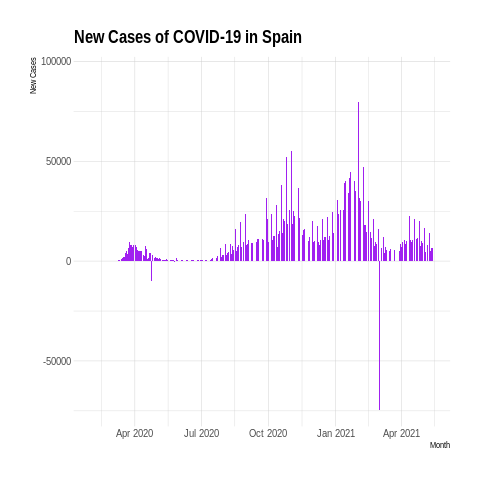 New Cases of COVID-19 in Spain
New Cases
100000
50000
0
-50000
Apr 2020 Jul 2020 Oct 2020 Jan 2021 Apr 2021
Month